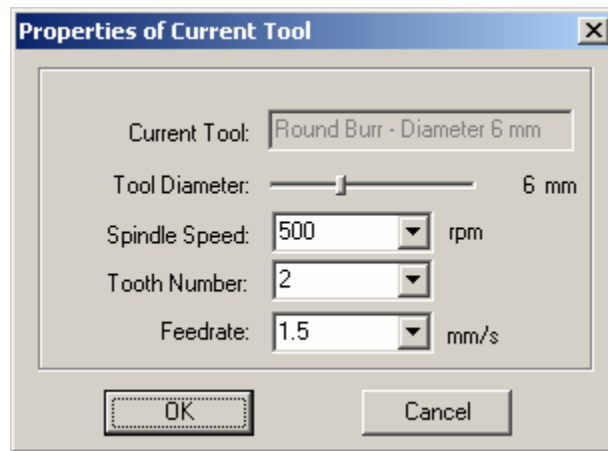 Properties of Current Tool
Current Tool: Round Burr - Diameter 6 mm
Tool Diameter: 6 mm
Spindle Speed: 500 rpm
Tooth Number: 2
Feedrate: 1.5 mm/s
OK Cancel